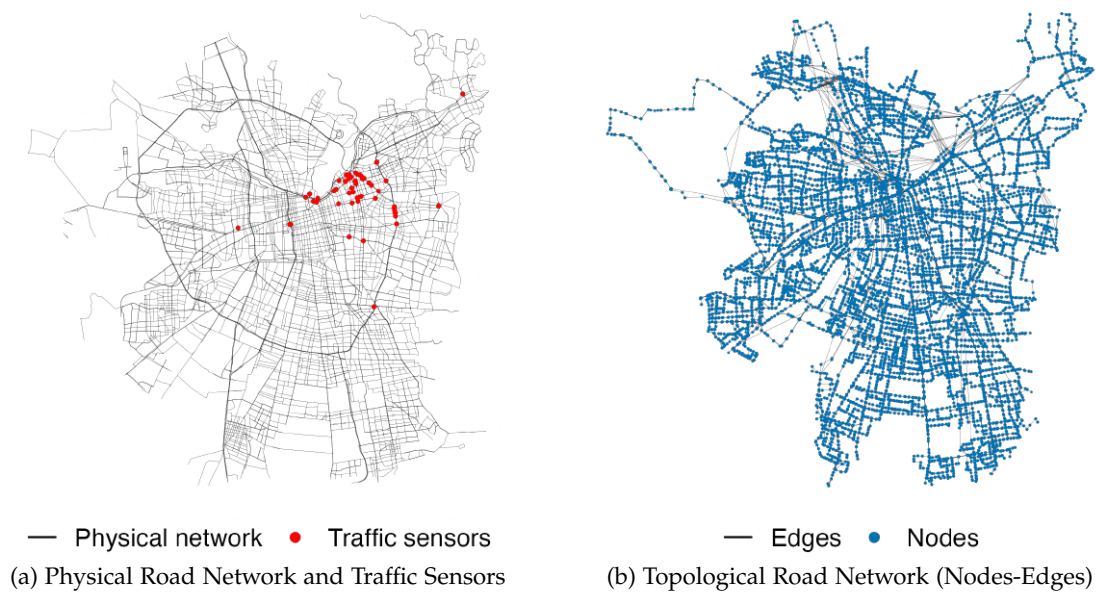 Physical network Traffic sensors
(a) Physical Road Network and Traffic Sensors
Edges Nodes
(b) Topological Road Network (Nodes-Edges)